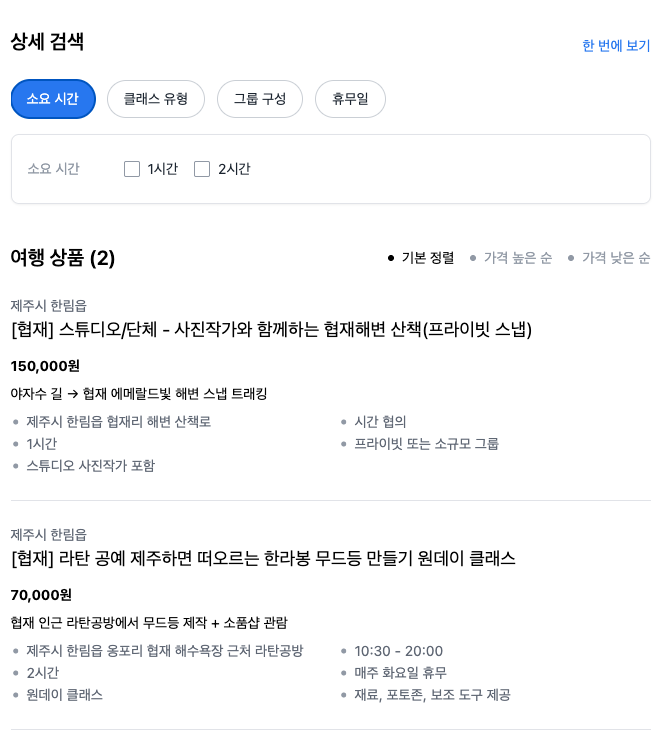 상세 검색
한 번에 보기
소요 시간 클래스 유형 그룹 구성 휴무일
소요 시간 1시간 2시간
여행 상품 (2)
기본 정렬 가격 높은 순 가격 낮은 순
제주시 한림읍
[협재] 스튜디오/단체 - 사진작가와 함께하는 협재해변 산책(프라이빗 스냅)
150,000원
야자수 길 → 협재 에메랄드빛 해변 스냅 트래킹
제주시 한림읍 협재리 해변 산책로
시간 협의
1시간
프라이빗 또는 소규모 그룹
스튜디오 사진작가 포함
제주시 한림읍
[협재] 라탄 공예 제주하면 떠오르는 한라봉 무드등 만들기 원데이 클래스
70,000원
협재 인근 라탄공방에서 무드등 제작 + 소품샵 관람
제주시 한림읍 옹포리 협재 해수욕장 근처 라탄공방
10:30 - 20:00
2시간
매주 화요일 휴무
원데이 클래스
재료, 포토존, 보조 도구 제공